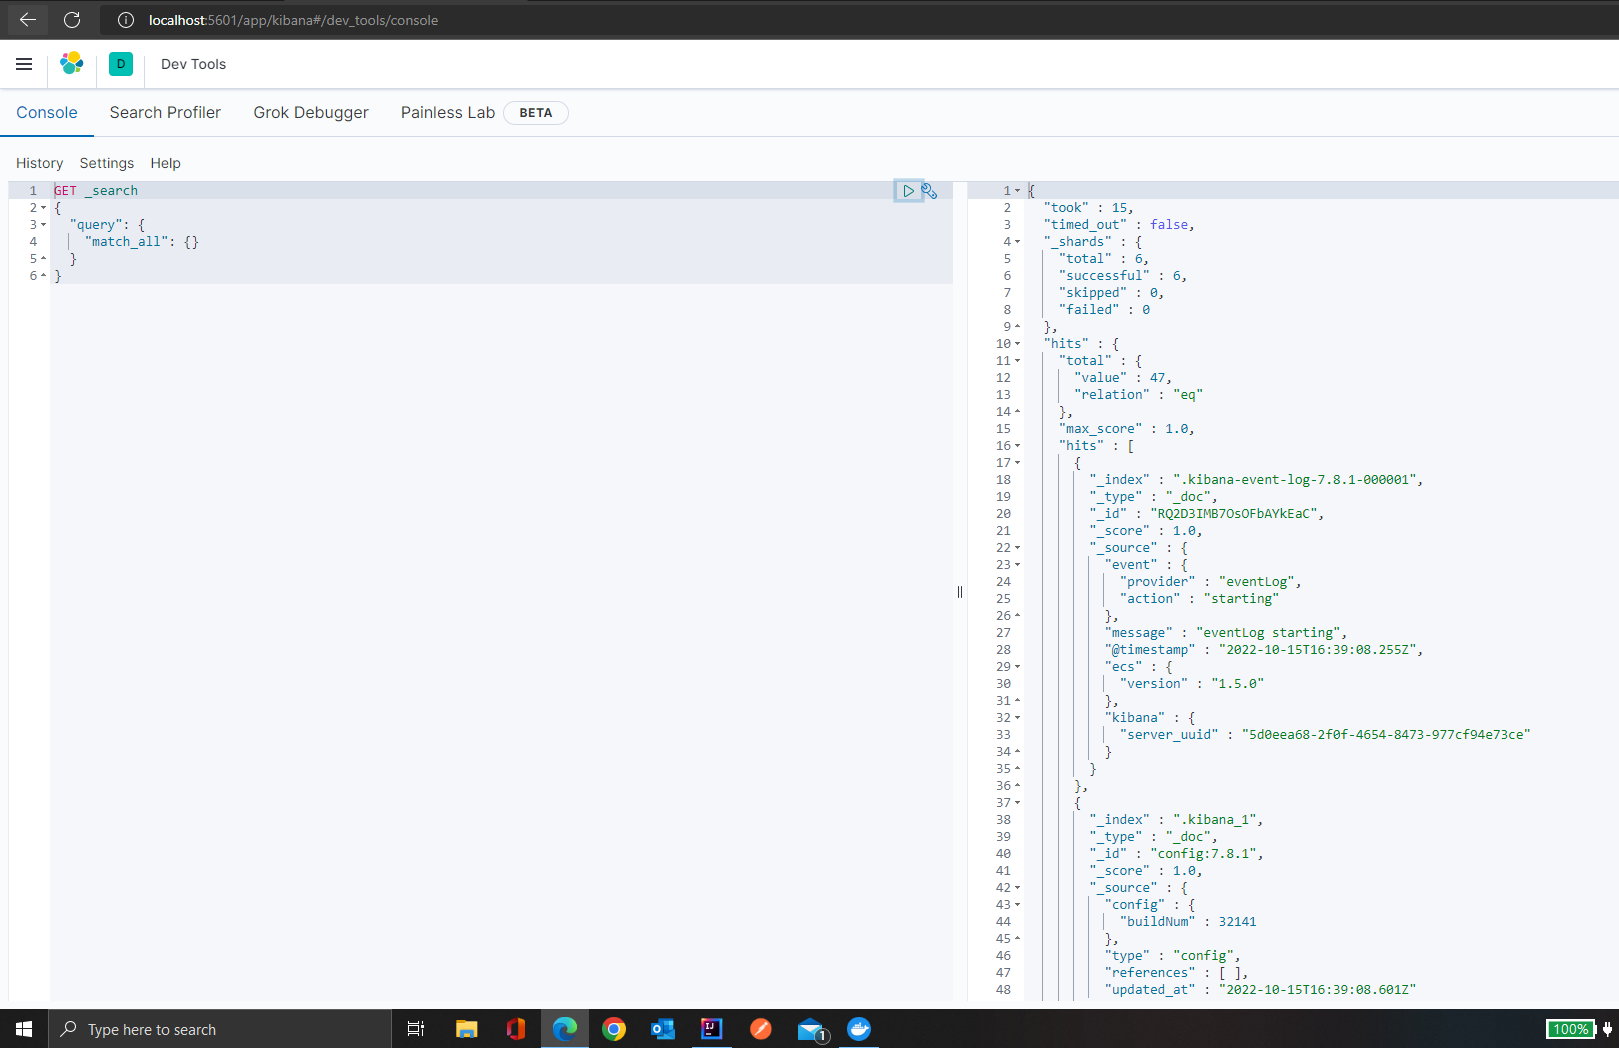 localhost:5601/app/kibana#/dev_tools/console
D Dev Tools
Console Search Profiler Grok Debugger Painless Lab BETA
History Settings Help
1 GET _search
2 {
3 "query": {
4 "match_all": {}
5 }
6 }
1 {
2 "took" : 15,
3 "timed_out" : false,
4 "_shards" : {
5 "total" : 6,
6 "successful" : 6,
7 "skipped" : 0,
8 "failed" : 0
9 },
10 "hits" : {
11 "total" : {
12 "value" : 47,
13 "relation" : "eq"
14 },
15 "max_score" : 1.0,
16 "hits" : [
17 {
18 "_index" : ".kibana-event-log-7.8.1-000001",
19 "_type" : "_doc",
20 "_id" : "RQ2D3IMB7OsOFbAYkEaC",
21 "_score" : 1.0,
22 "_source" : {
23 "event" : {
24 "provider" : "eventLog",
25 "action" : "starting"
26 },
27 "message" : "eventLog starting",
28 "@timestamp" : "2022-10-15T16:39:08.255Z",
29 "ecs" : {
30 "version" : "1.5.0"
31 },
32 "kibana" : {
33 "server_uuid" : "5d0eea68-2f0f-4654-8473-977cf94e73ce"
34 }
35 }
36 },
37 {
38 "_index" : ".kibana_1",
39 "_type" : "_doc",
40 "_id" : "config:7.8.1",
41 "_score" : 1.0,
42 "_source" : {
43 "config" : {
44 "buildNum" : 32141
45 },
46 "type" : "config",
47 "references" : [ ],
48 "updated_at" : "2022-10-15T16:39:08.601Z"
Type here to search
IJ
1
100%